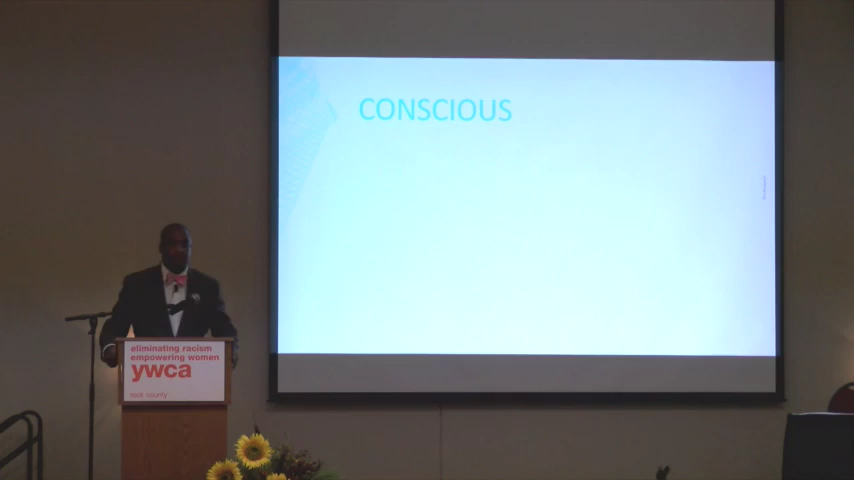 CONSCIOUS
eliminating racism
empowering women
ywca
rock county